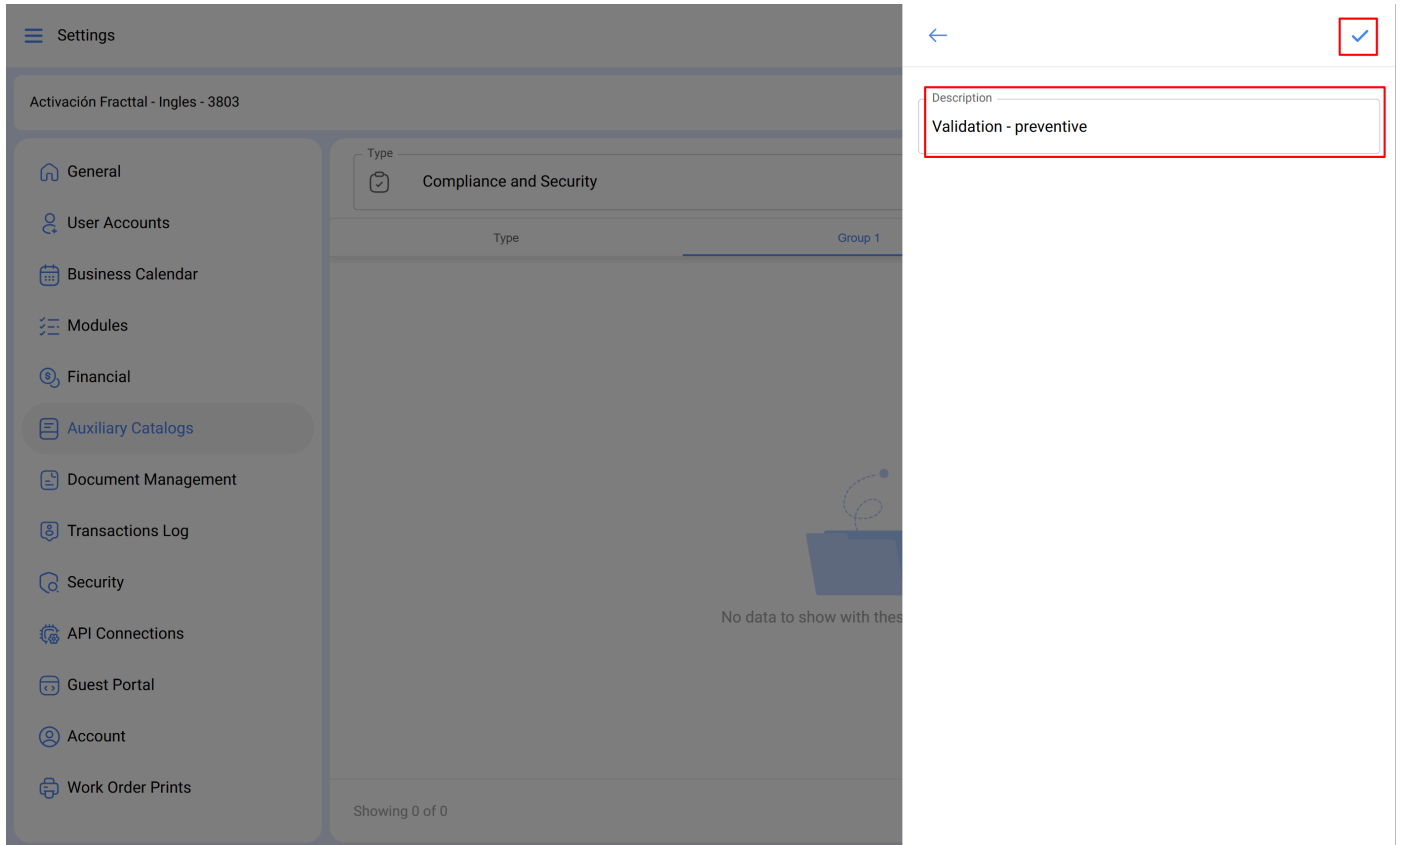 Settings
Activación Fracttal - Ingles - 3803
General
User Accounts
Business Calendar
Modules
Financial
Auxiliary Catalogs
Document Management
Transactions Log
Security
API Connections
Guest Portal
Account
Work Order Prints
Type
Compliance and Security
Type
Group 1
No data to show with thes
Showing 0 of 0
Description
Validation - preventive